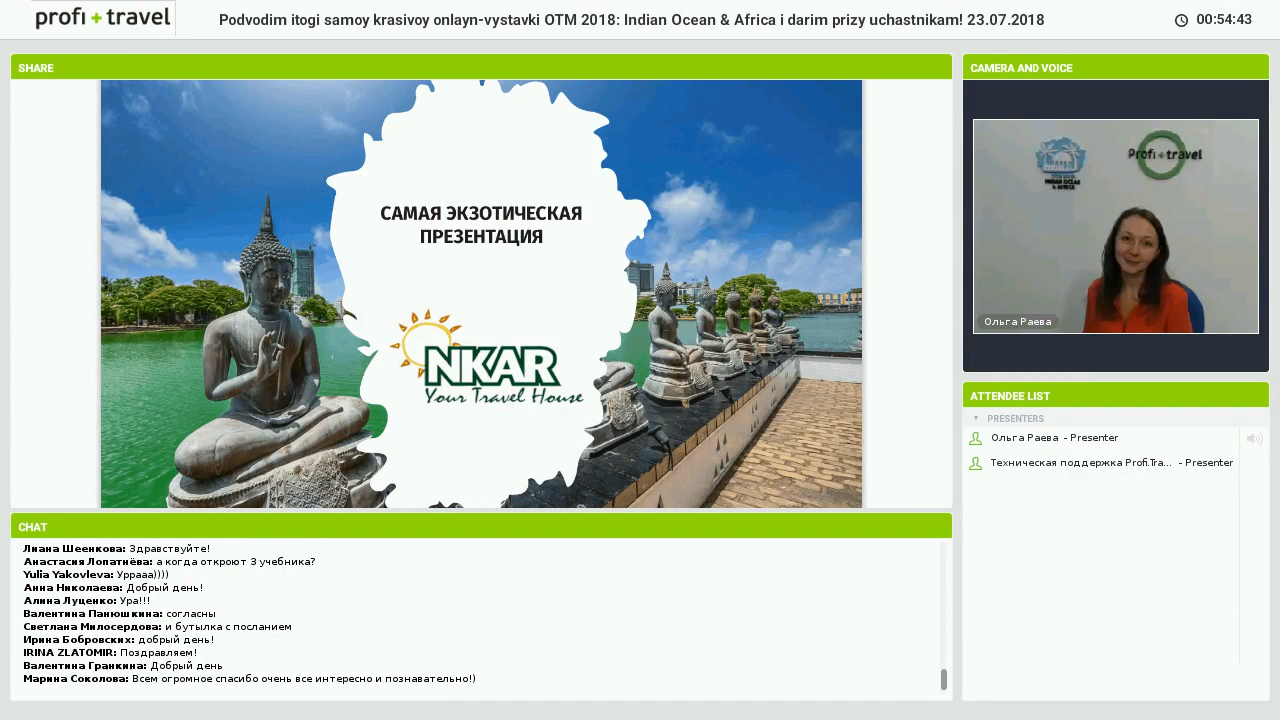 profi + travel
Podvodim itogi samoy krasivoy onlayn-vystavki OTM 2018: Indian Ocean & Africa i darim prizy uchastnikam! 23.07.2018
00:54:43
SHARE
САМАЯ ЭКЗОТИЧЕСКАЯ
ПРЕЗЕНТАЦИЯ
NKAR
Your Travel House
CAMERA AND VOICE
INDIAN OCEAN
& AFRICA
Profi + travel
Ольга Раева
ATTENDEE LIST
PRESENTERS
Ольга Раева - Presenter
Техническая поддержка Profi.Tra... - Presenter
CHAT
Лиана Шеенкова: Здравствуйте!
Анастасия Лопатнёва: а когда откроют 3 учебника?
Yulia Yakovleva: Уррааа))))
Анна Николаева: Добрый день!
Алина Луценко: Ура!!!
Валентина Панюшкина: согласны
Светлана Милосердова: и бутылка с посланием
Ирина Бобровских: добрый день!
IRINA ZLATOMIR: Поздравляем!
Валентина Гранкина: Добрый день
Марина Соколова: Всем огромное спасибо очень все интересно и познавательно!)